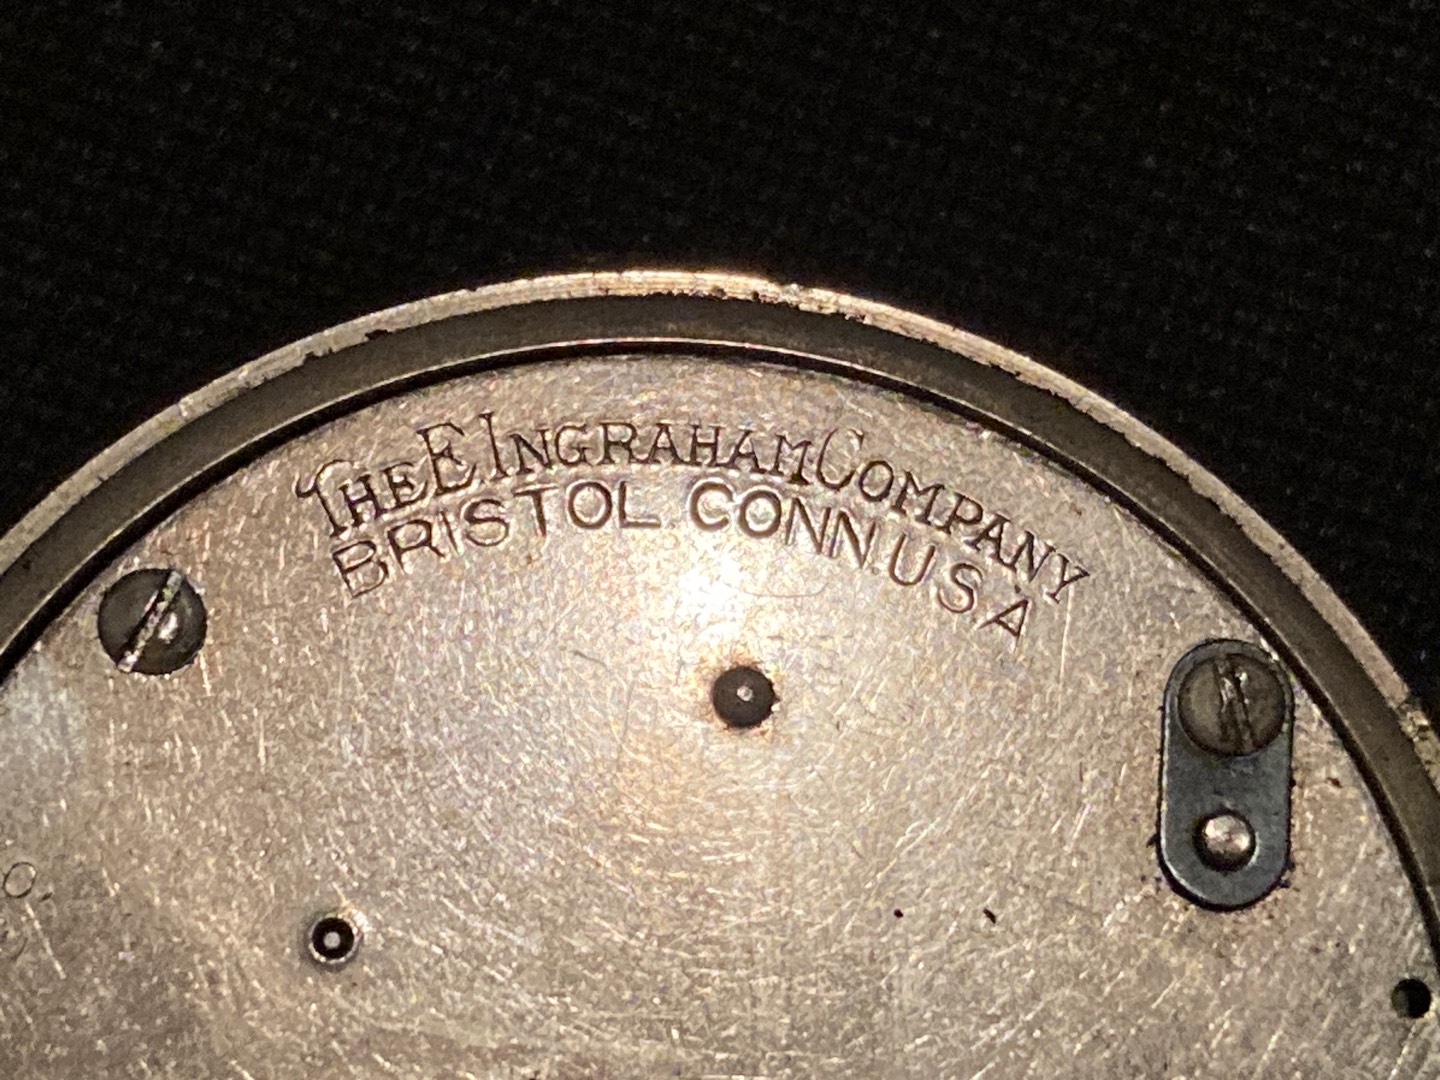 THE E INGRAHAM COMPANY
BRISTOL. CONN. U S A
o.